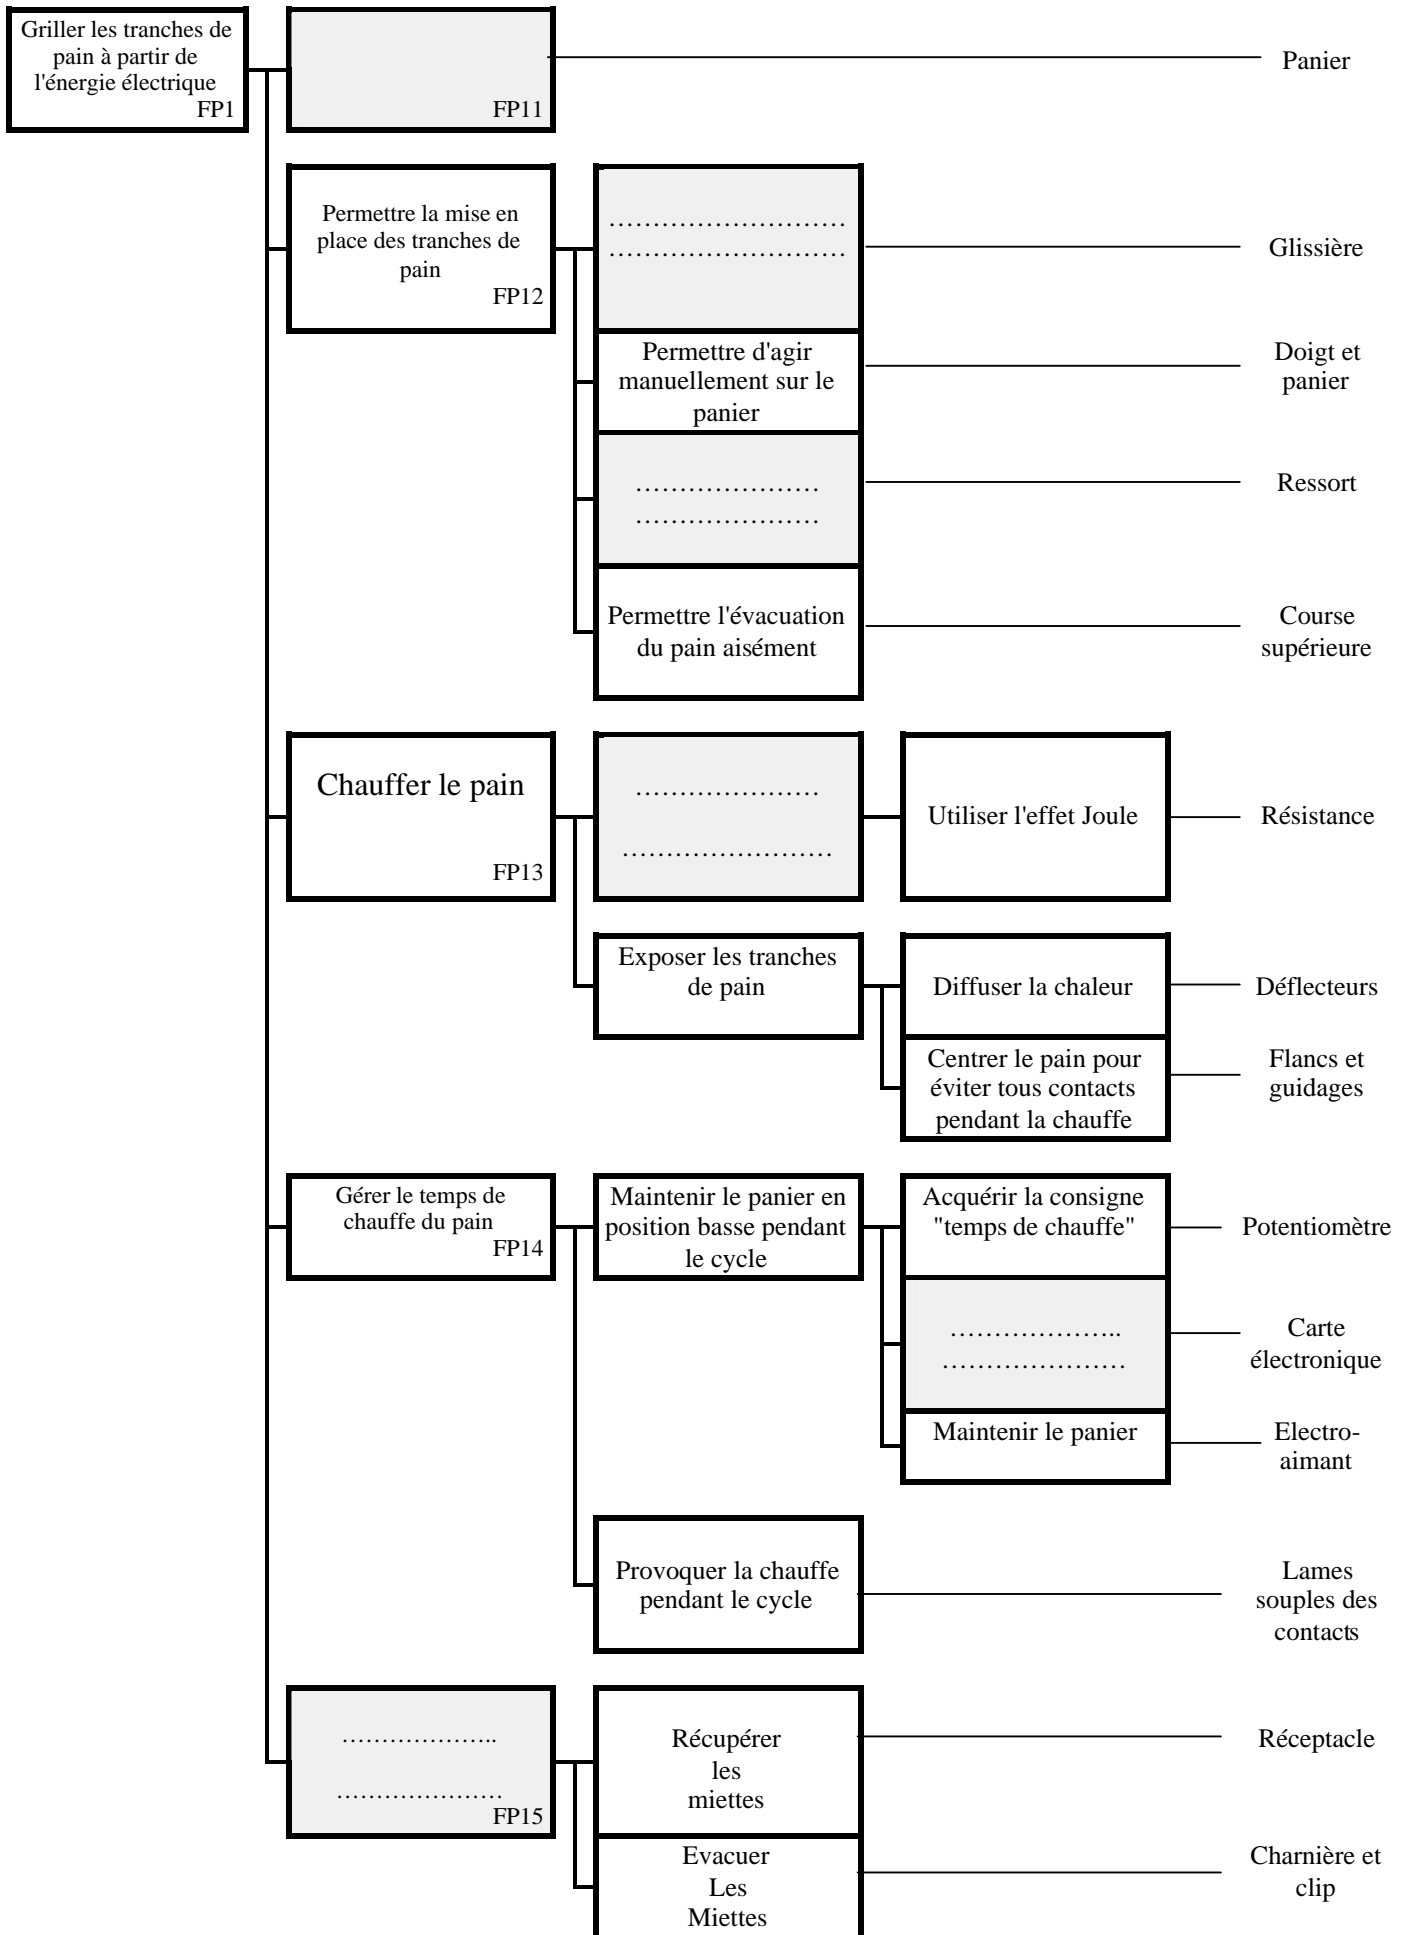 Griller les tranches de
pain à partir de
l'énergie électrique
FP1
FP11
Panier
Permettre la mise en
place des tranches de
pain
FP12
………………………
………………………
Glissière
Permettre d'agir
manuellement sur le
panier
Doigt et
panier
…………………
…………………
Ressort
Permettre l'évacuation
du pain aisément
Course
supérieure
Chauffer le pain
FP13
…………………
……………………
Utiliser l'effet Joule
Résistance
Exposer les tranches
de pain
Diffuser la chaleur
Déflecteurs
Centrer le pain pour
éviter tous contacts
pendant la chauffe
Flancs et
guidages
Gérer le temps de
chauffe du pain
FP14
Maintenir le panier en
position basse pendant
le cycle
Acquérir la consigne
"temps de chauffe"
Potentiomètre
………………..
…………………
Carte
électronique
Maintenir le panier
Electro-
aimant
Provoquer la chauffe
pendant le cycle
Lames
souples des
contacts
………………..
…………………
FP15
Récupérer
les
miettes
Réceptacle
Evacuer
Les
Miettes
Charnière et
clip